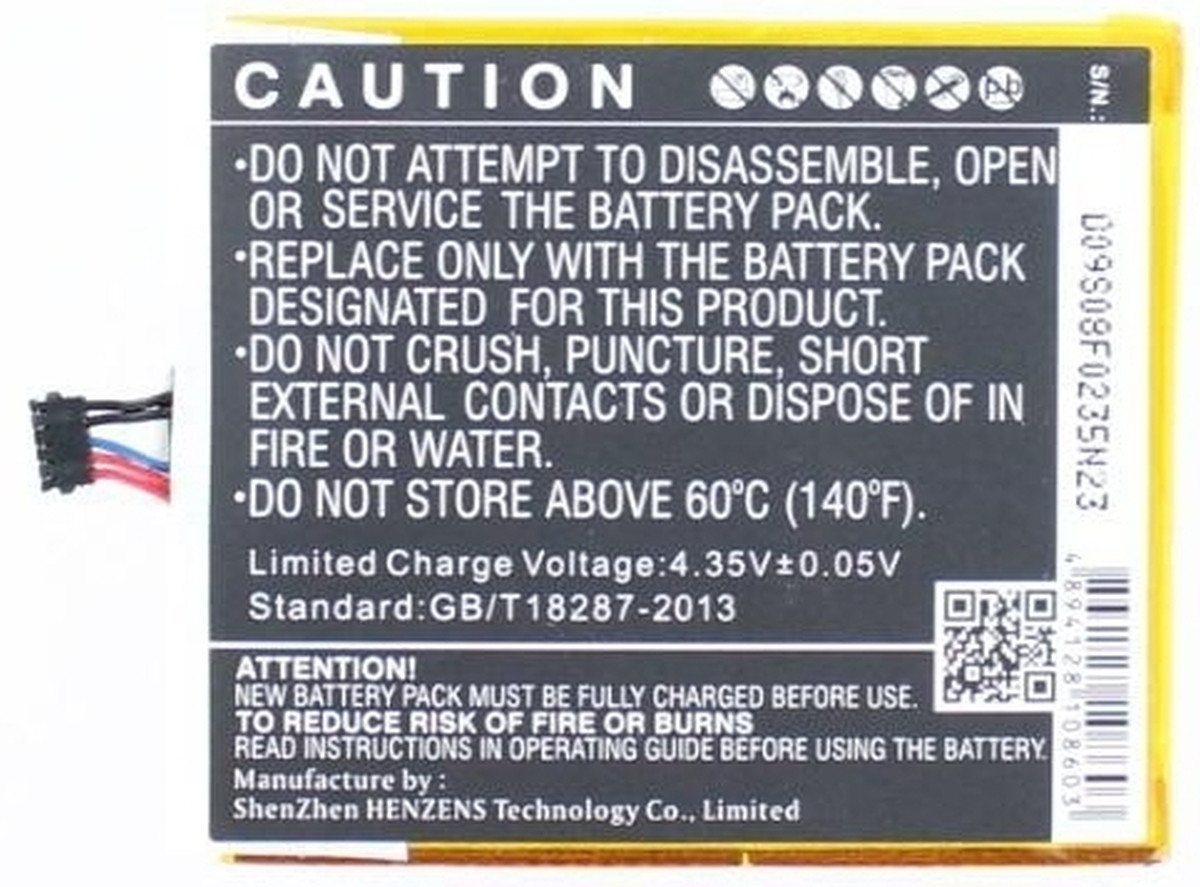 CAUTION
Pb
S/N.:
•DO NOT ATTEMPT TO DISASSEMBLE, OPEN
OR SERVICE THE BATTERY PACK.
•REPLACE ONLY WITH THE BATTERY PACK
DESIGNATED FOR THIS PRODUCT.
•DO NOT CRUSH, PUNCTURE, SHORT
EXTERNAL CONTACTS OR DISPOSE OF IN
FIRE OR WATER.
•DO NOT STORE ABOVE 60°C (140°F).
Limited Charge Voltage:4.35V±0.05V
Standard:GB/T18287-2013
ATTENTION!
NEW BATTERY PACK MUST BE FULLY CHARGED BEFORE USE.
TO REDUCE RISK OF FIRE OR BURNS
READ INSTRUCTIONS IN OPERATING GUIDE BEFORE USING THE BATTERY.
Manufacture by :
ShenZhen HENZENS Technology Co., Limited
D09S08F0235N23
4894128108603